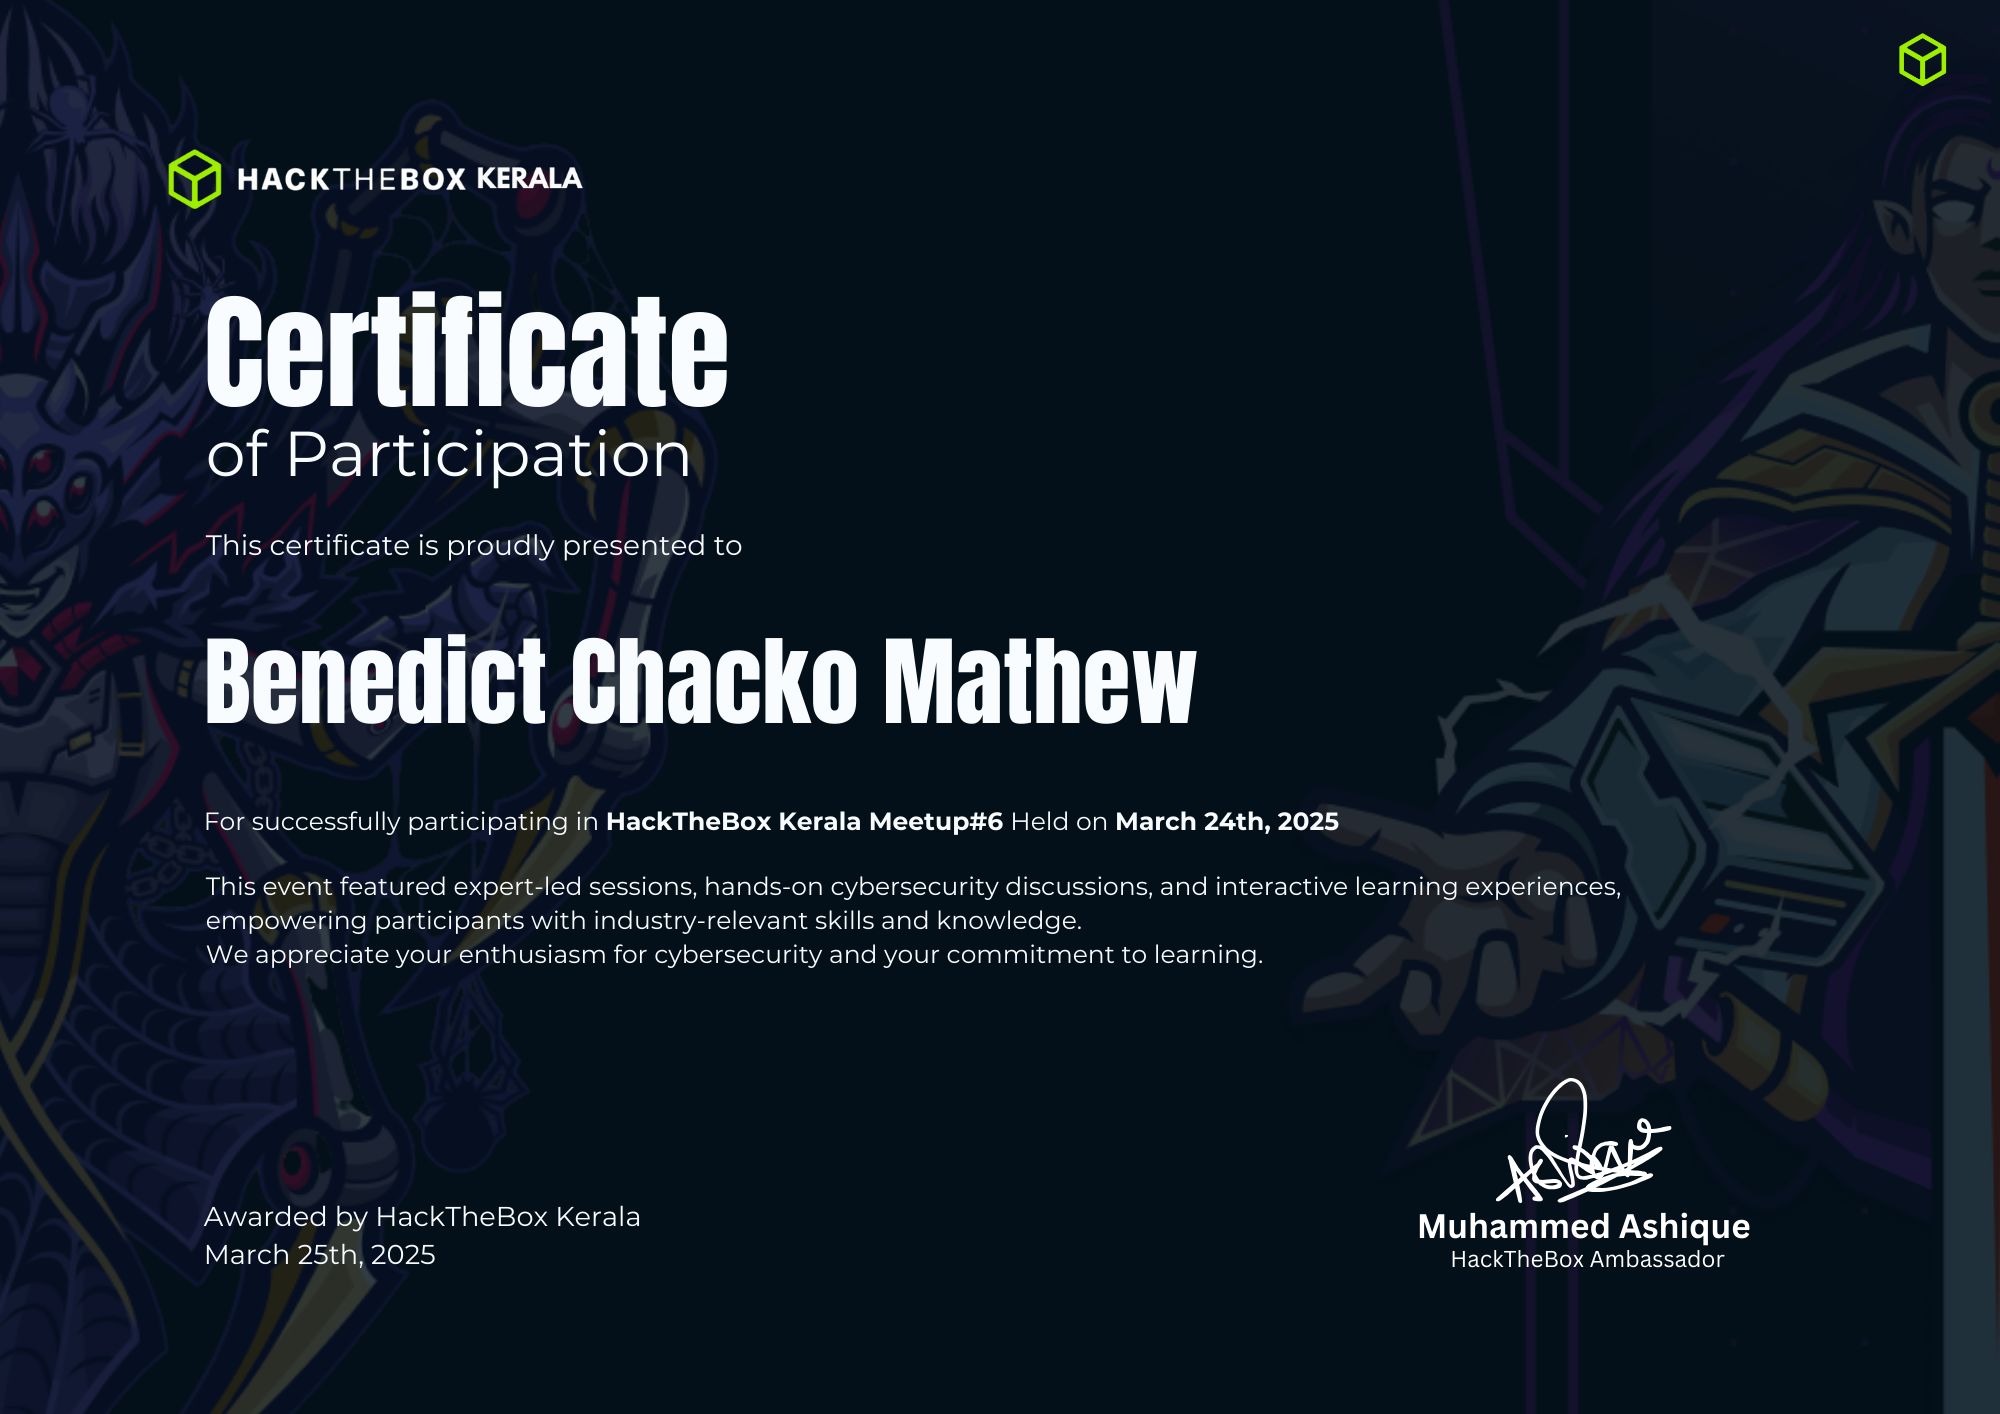 HACKTHEBOX KERALA
Certificate
of Participation
This certificate is proudly presented to
Benedict Chacko Mathew
For successfully participating in HackTheBox Kerala Meetup#6 Held on March 24th, 2025
This event featured expert-led sessions, hands-on cybersecurity discussions, and interactive learning experiences,
empowering participants with industry-relevant skills and knowledge.
We appreciate your enthusiasm for cybersecurity and your commitment to learning.
Awarded by HackTheBox Kerala
March 25th, 2025
Muhammed Ashique
HackTheBox Ambassador